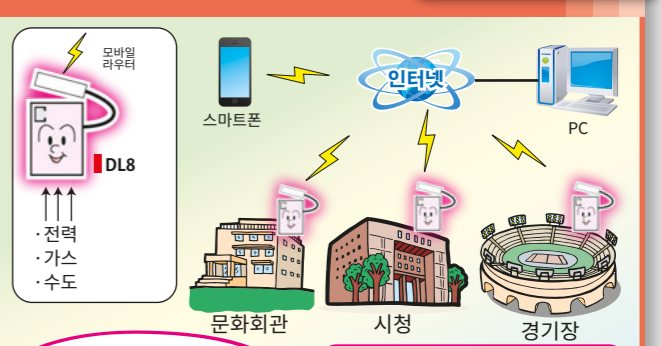 모바일
라우터
DL8
·전력
·가스
·수도
스마트폰
인터넷
PC
문화회관
시청
경기장